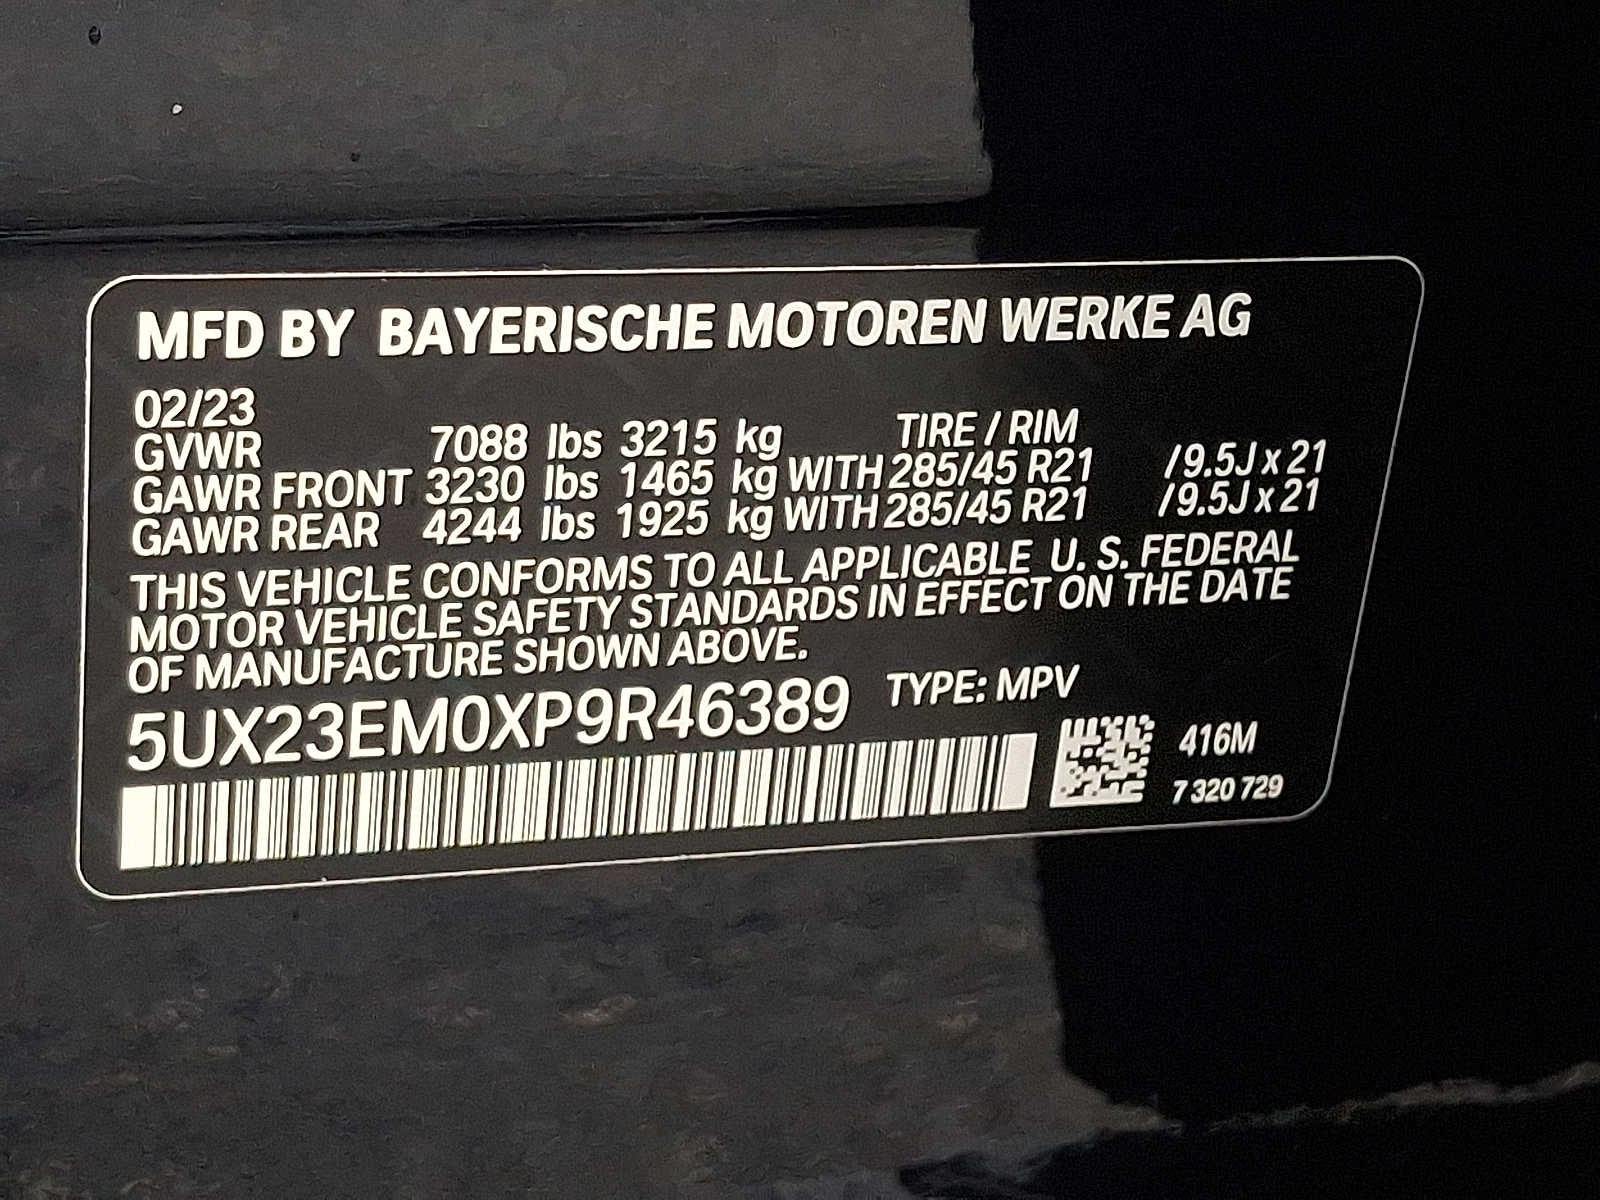 MFD BY BAYERISCHE MOTOREN WERKE AG
02/23
GVWR 7088 lbs 3215 kg TIRE / RIM
GAWR FRONT 3230 lbs 1465 kg WITH 285/45 R21 /9.5J x 21
GAWR REAR 4244 lbs 1925 kg WITH 285/45 R21 /9.5J x 21
THIS VEHICLE CONFORMS TO ALL APPLICABLE U. S. FEDERAL
MOTOR VEHICLE SAFETY STANDARDS IN EFFECT ON THE DATE
OF MANUFACTURE SHOWN ABOVE.
5UX23EM0XP9R46389 TYPE: MPV
416M
7 320 729